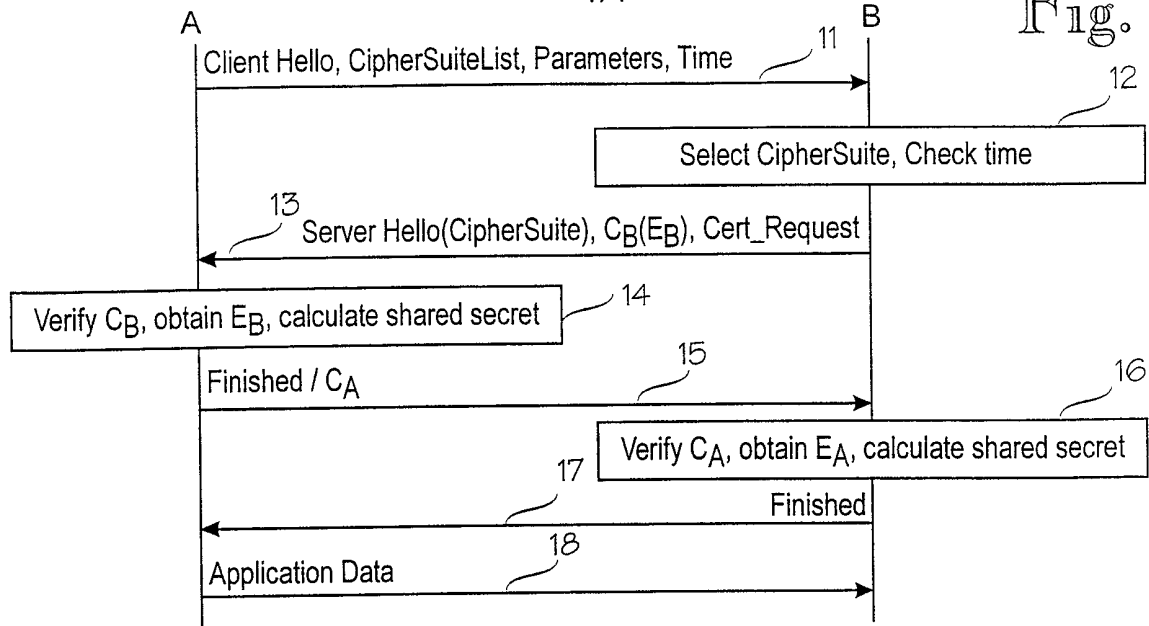 Fig.
A
B
Client Hello, CipherSuiteList, Parameters, Time
11
12
Select CipherSuite, Check time
13
Server Hello(CipherSuite), CB(EB), Cert_Request
Verify CB, obtain EB, calculate shared secret
14
Finished / CA
15
16
Verify CA, obtain EA, calculate shared secret
17
Finished
18
Application Data